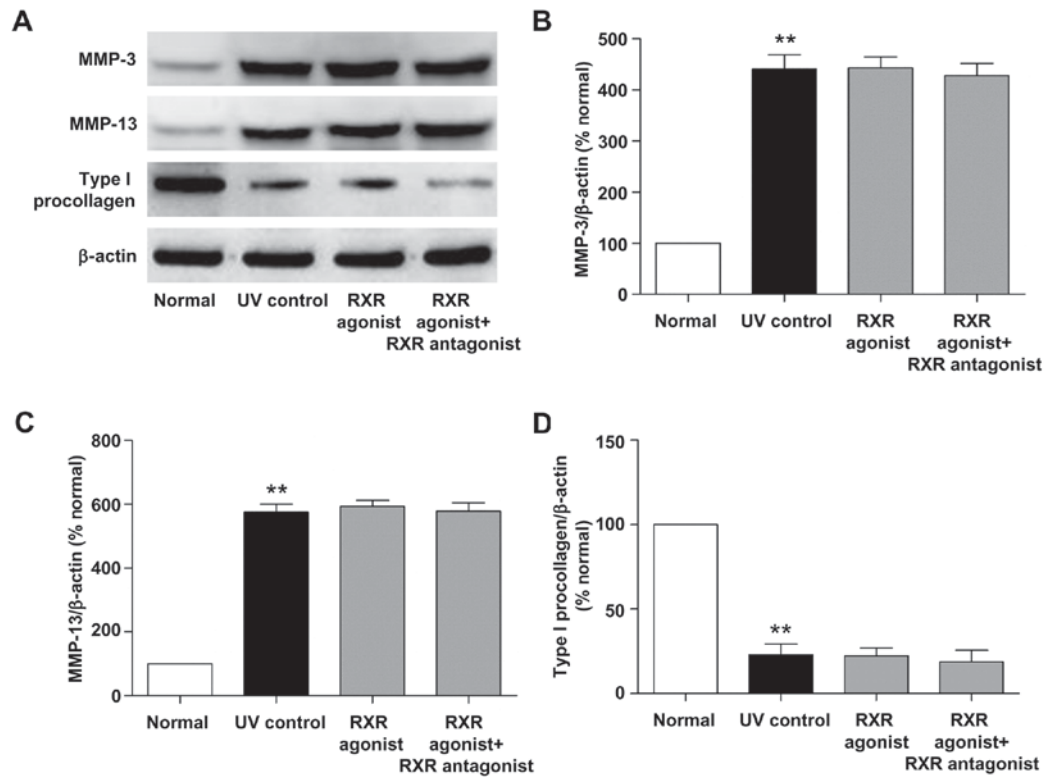 A
MMP-3
MMP-13
Type I
procollagen
β-actin
Normal
UV control
RXR
agonist
RXR
agonist+
RXR antagonist
B
MMP-3/β-actin (% normal)
500
400
300
200
100
0
**
Normal
UV control
RXR
agonist
RXR
agonist+
RXR antagonist
C
MMP-13/β-actin (% normal)
800
600
400
200
0
**
Normal
UV control
RXR
agonist
RXR
agonist+
RXR antagonist
D
Type I procollagen/β-actin
(% normal)
150
100
50
0
**
Normal
UV control
RXR
agonist
RXR
agonist+
RXR antagonist